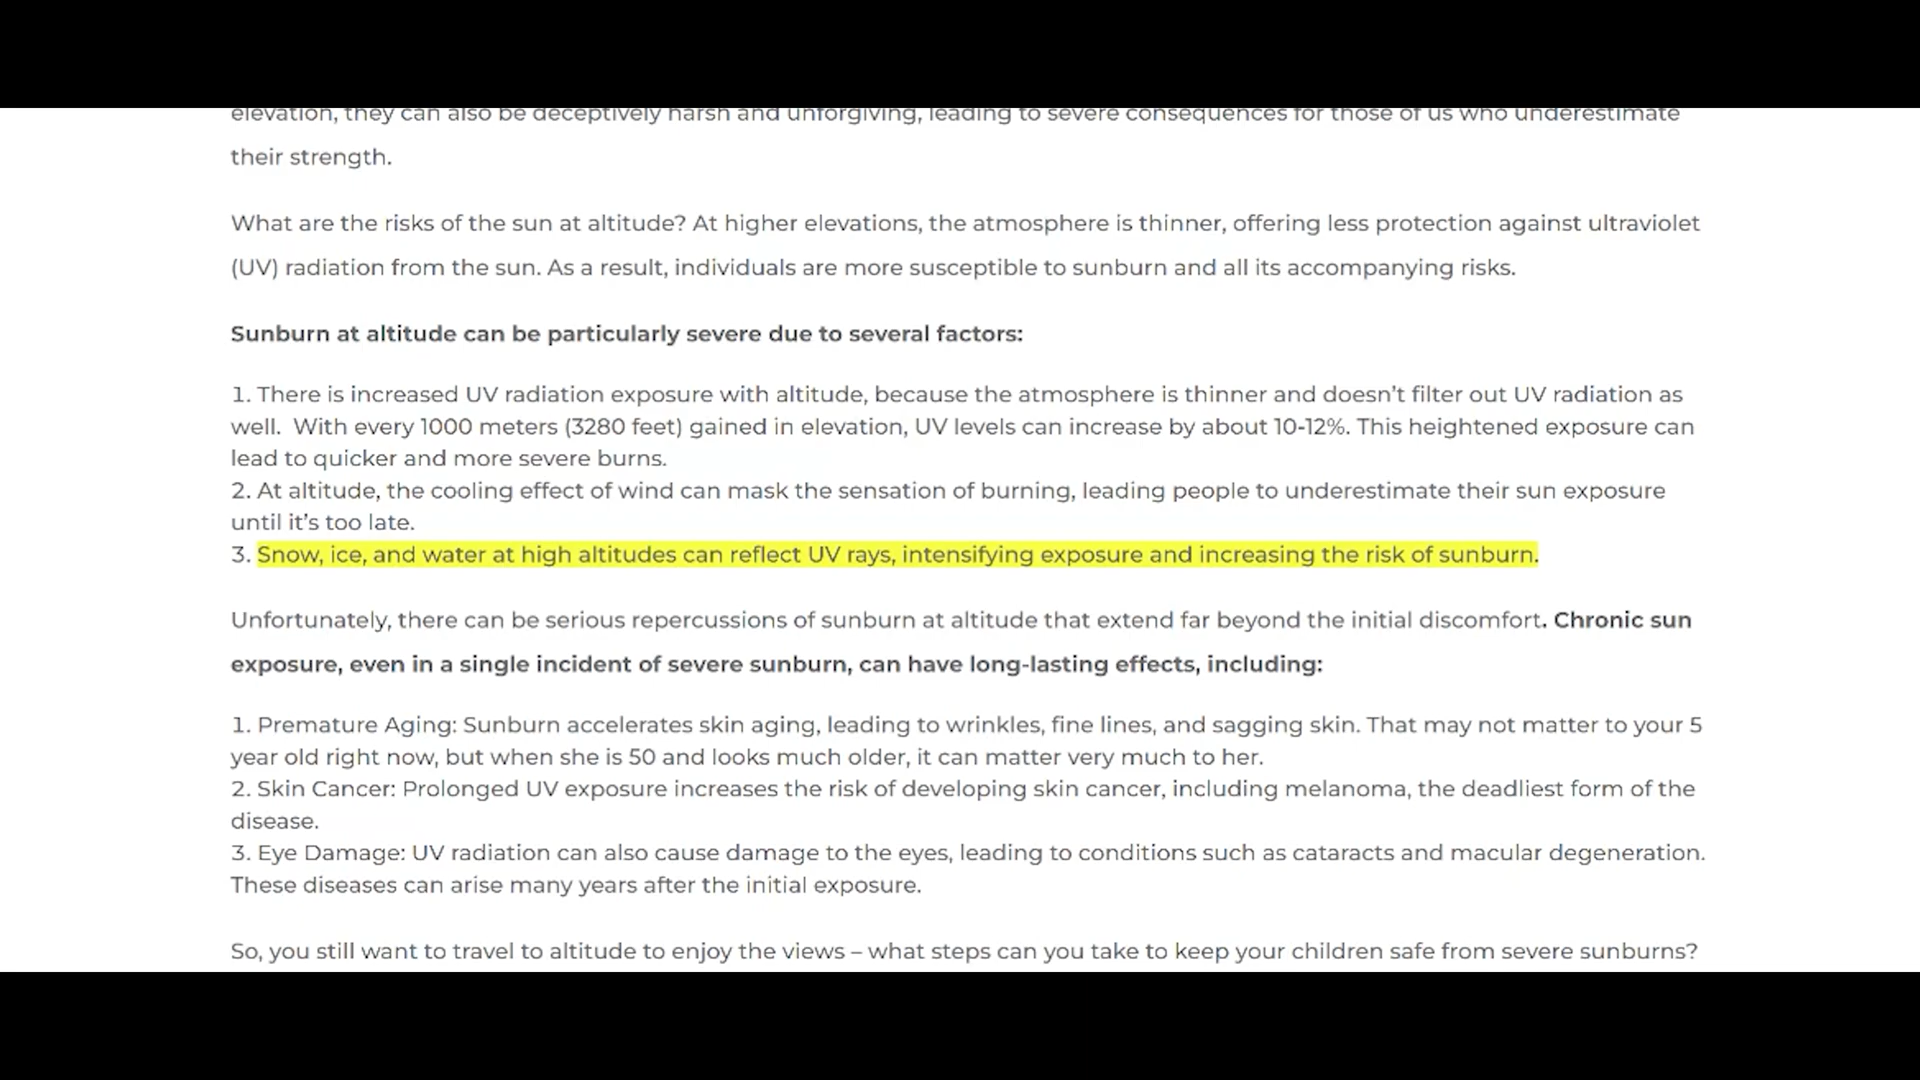 elevation, they can also be deceptively harsh and unforgiving, leading to severe consequences for those of us who underestimate
their strength.
What are the risks of the sun at altitude? At higher elevations, the atmosphere is thinner, offering less protection against ultraviolet
(UV) radiation from the sun. As a result, individuals are more susceptible to sunburn and all its accompanying risks.
Sunburn at altitude can be particularly severe due to several factors:
1. There is increased UV radiation exposure with altitude, because the atmosphere is thinner and doesn’t filter out UV radiation as
well.  With every 1000 meters (3280 feet) gained in elevation, UV levels can increase by about 10-12%. This heightened exposure can
lead to quicker and more severe burns.
2. At altitude, the cooling effect of wind can mask the sensation of burning, leading people to underestimate their sun exposure
until it’s too late.
3. Snow, ice, and water at high altitudes can reflect UV rays, intensifying exposure and increasing the risk of sunburn.
Unfortunately, there can be serious repercussions of sunburn at altitude that extend far beyond the initial discomfort. Chronic sun
exposure, even in a single incident of severe sunburn, can have long-lasting effects, including:
1. Premature Aging: Sunburn accelerates skin aging, leading to wrinkles, fine lines, and sagging skin. That may not matter to your 5
year old right now, but when she is 50 and looks much older, it can matter very much to her.
2. Skin Cancer: Prolonged UV exposure increases the risk of developing skin cancer, including melanoma, the deadliest form of the
disease.
3. Eye Damage: UV radiation can also cause damage to the eyes, leading to conditions such as cataracts and macular degeneration.
These diseases can arise many years after the initial exposure.
So, you still want to travel to altitude to enjoy the views – what steps can you take to keep your children safe from severe sunburns?